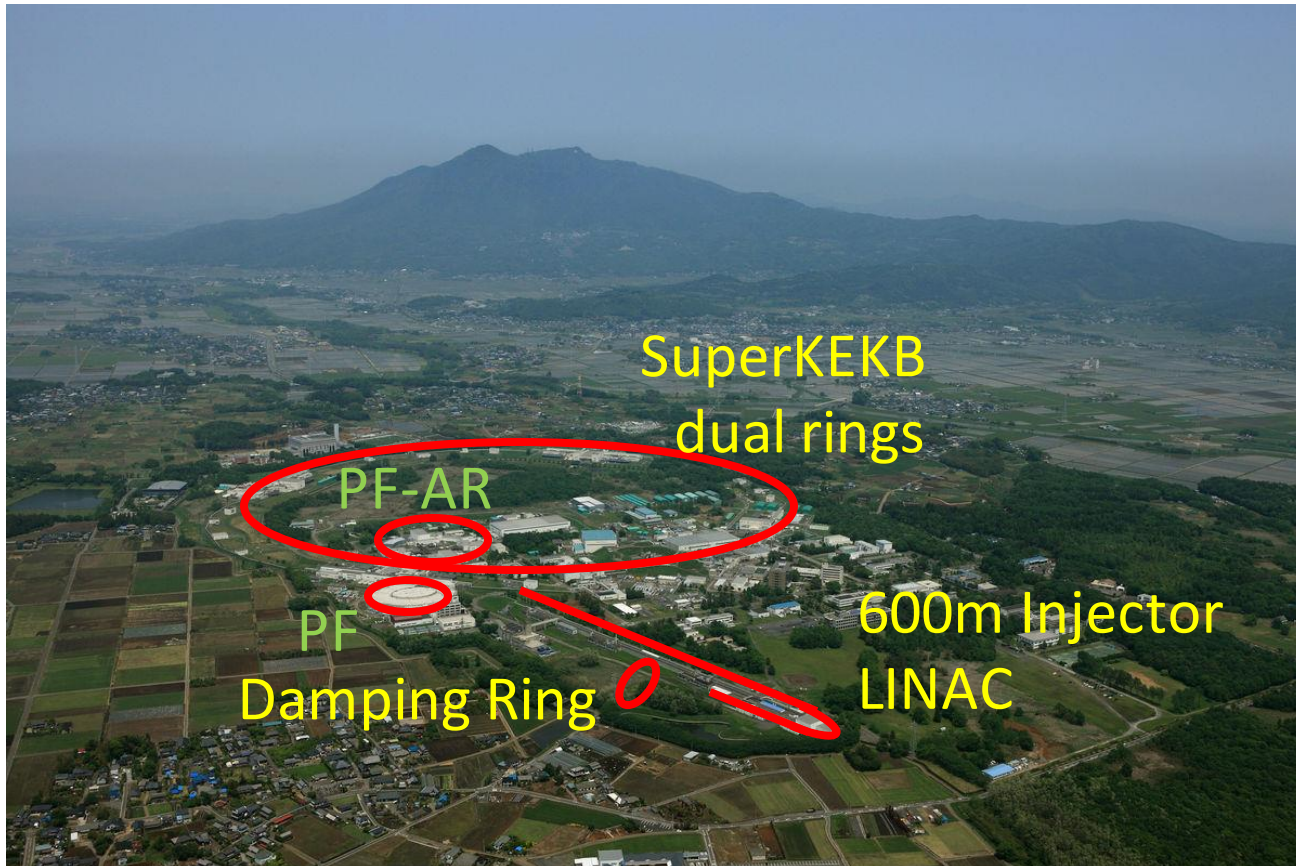 SuperKEKB
dual rings
PF-AR
600m Injector
LINAC
PF
Damping Ring